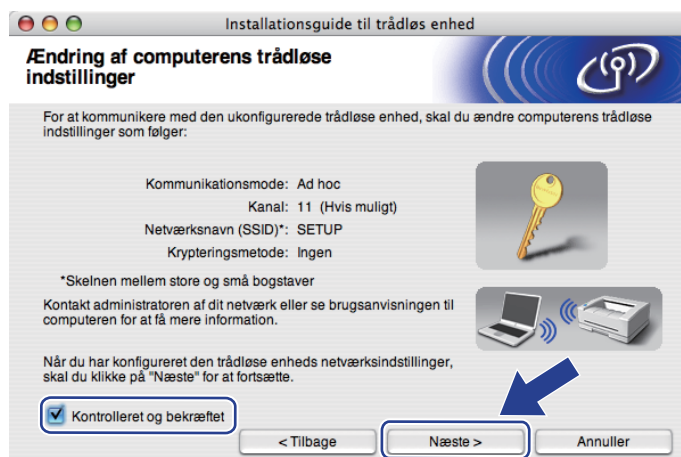 Installationsguide til trådløs enhed
Ændring af computerens trådløse
indstillinger
For at kommunikere med den ukonfigurerede trådløse enhed, skal du ændre computerens trådløse
indstillinger som følger:
Kommunikationsmode: Ad hoc
Kanal: 11 (Hvis muligt)
Netværksnavn (SSID)*: SETUP
Krypteringsmetode: Ingen
*Skelnen mellem store og små bogstaver
Kontakt administratoren af dit netværk eller se brugsanvisningen til
computeren for at få mere information.
Når du har konfigureret den trådløse enheds netværksindstillinger,
skal du klikke på "Næste" for at fortsætte.
Kontrolleret og bekræftet
< Tilbage Næste > Annuller